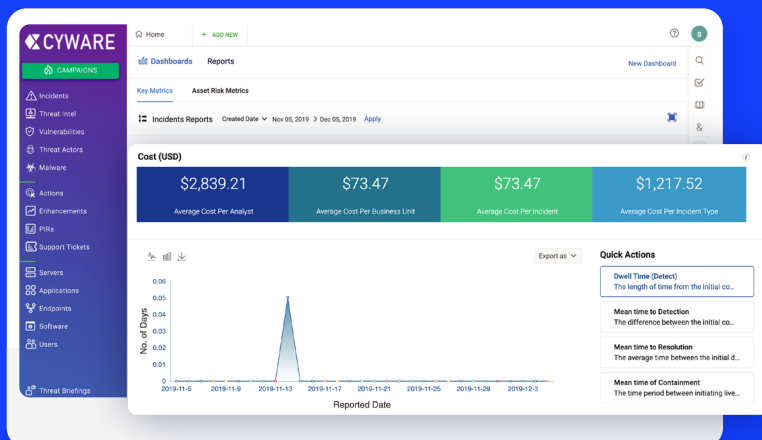 CYWARE
Home
+ ADD NEW
S
CAMPAIGNS
Dashboards Reports
New Dashboard
Key Metrics Asset Risk Metrics
Incidents Reports Created Date Nov 05, 2019 > Dec 05, 2019 Apply
Incidents
Threat Intel
Vulnerabilities
Threat Actors
Malware
Actions
Enhancements
PIRs
Support Tickets
Servers
Applications
Endpoints
Software
Users
Threat Briefings
Cost (USD)
$2,839.21
Average Cost Per Analyst
$73.47
Average Cost Per Business Unit
$73.47
Average Cost Per Incident
$1,217.52
Average Cost Per Incident Type
Export as
No. of Days
0.06
0.05
0.04
0.03
0.02
0.01
0
2019-11-5 2019-11-9 2019-11-13 2019-11-17 2019-11-21 2019-11-25 2019-11-29 2019-12-3
Reported Date
Quick Actions
Dwell Time (Detect)
The length of time from the initial co...
Mean time to Detection
The difference between the initial co...
Mean time to Resolution
The average time between the initial d...
Mean time of Containment
The time period between initiating live...